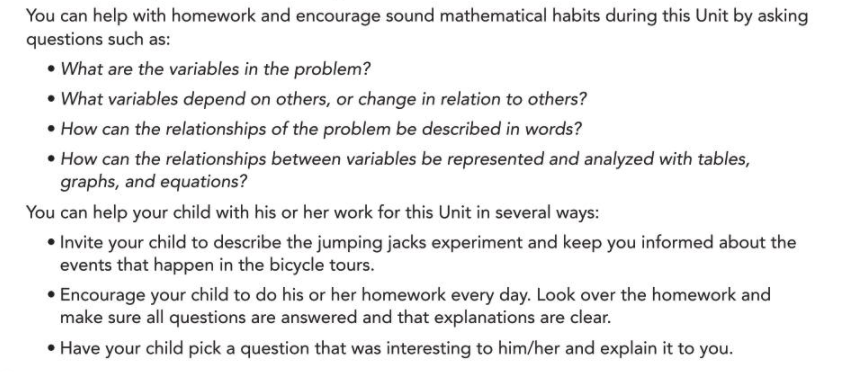 You can help with homework and encourage sound mathematical habits during this Unit by asking
questions such as:
• What are the variables in the problem?
• What variables depend on others, or change in relation to others?
• How can the relationships of the problem be described in words?
• How can the relationships between variables be represented and analyzed with tables,
graphs, and equations?
You can help your child with his or her work for this Unit in several ways:
• Invite your child to describe the jumping jacks experiment and keep you informed about the
events that happen in the bicycle tours.
• Encourage your child to do his or her homework every day. Look over the homework and
make sure all questions are answered and that explanations are clear.
• Have your child pick a question that was interesting to him/her and explain it to you.